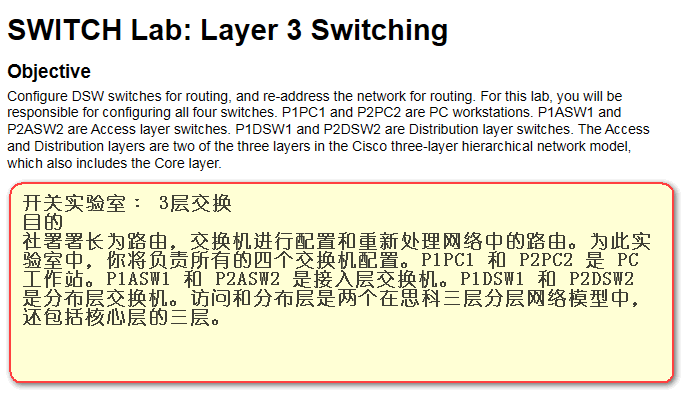 SWITCH Lab: Layer 3 Switching
Objective
Configure DSW switches for routing, and re-address the network for routing. For this lab, you will be
responsible for configuring all four switches. P1PC1 and P2PC2 are PC workstations. P1ASW1 and
P2ASW2 are Access layer switches. P1DSW1 and P2DSW2 are Distribution layer switches. The Access
and Distribution layers are two of the three layers in the Cisco three-layer hierarchical network model,
which also includes the Core layer.
开关实验室： 3层交换
目的
社署署长为路由，交换机进行配置和重新处理网络中的路由。为此实
验室中，你将负责所有的四个交换机配置。P1PC1 和 P2PC2 是 PC
工作站。P1ASW1 和 P2ASW2 是接入层交换机。P1DSW1 和 P2DSW2
是分布层交换机。访问和分布层是两个在思科三层分层网络模型中，
还包括核心层的三层。